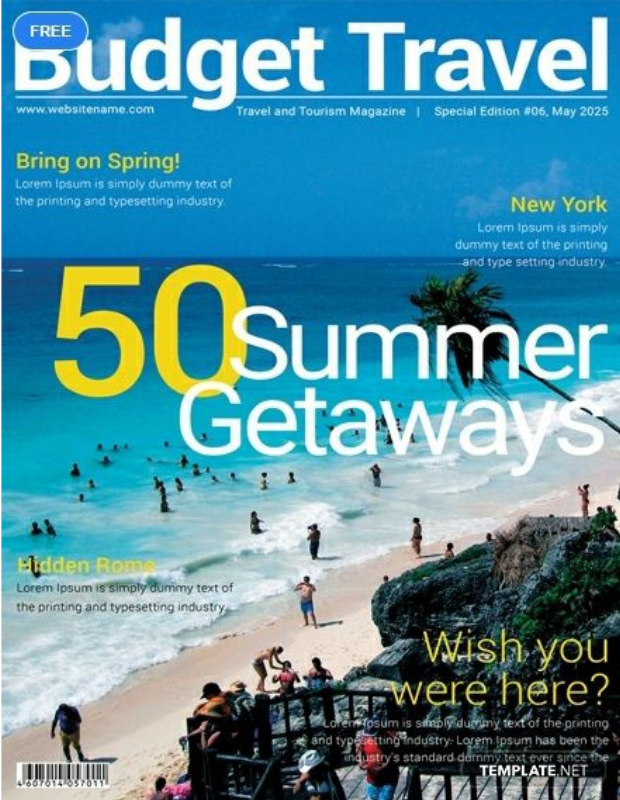 FREE
Budget Travel
www.websitename.com
Travel and Tourism Magazine | Special Edition #06, May 2025
Bring on Spring!
Lorem Ipsum is simply dummy text of
the printing and typesetting industry.
New York
Lorem Ipsum is simply
dummy text of the printing
and type setting industry.
50 Summer
Getaways
Hidden Rome
Lorem Ipsum is simply dummy text of
the printing and typesetting industry.
Wish you
were here?
Lorem Ipsum is simply dummy text of the printing
and typesetting industry. Lorem Ipsum has been the
industry's standard dummy text ever since the
TEMPLATE.NET
4607014057011